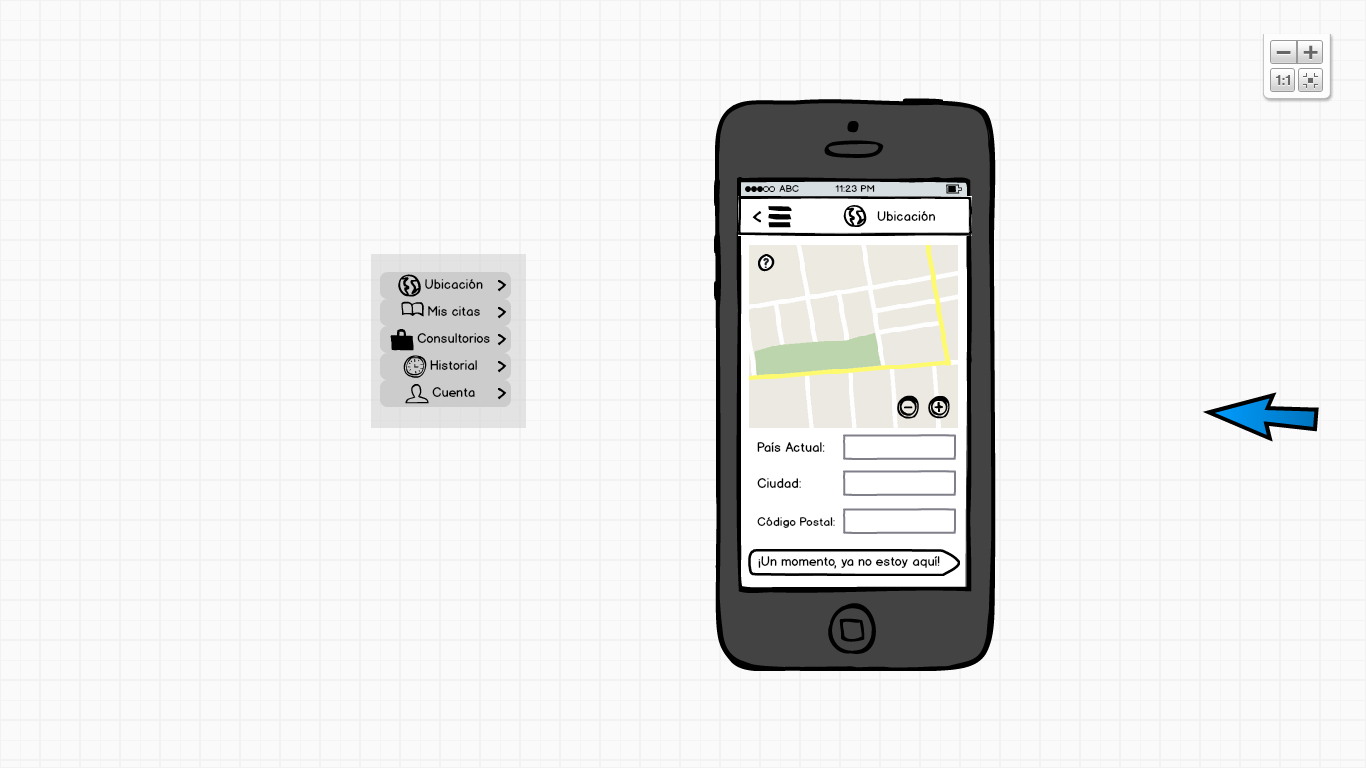 1:1
Ubicación
Mis citas
Consultorios
Historial
Cuenta
ABC 11:23 PM
Ubicación
?
País Actual:
Ciudad:
Código Postal:
¡Un momento, ya no estoy aquí!